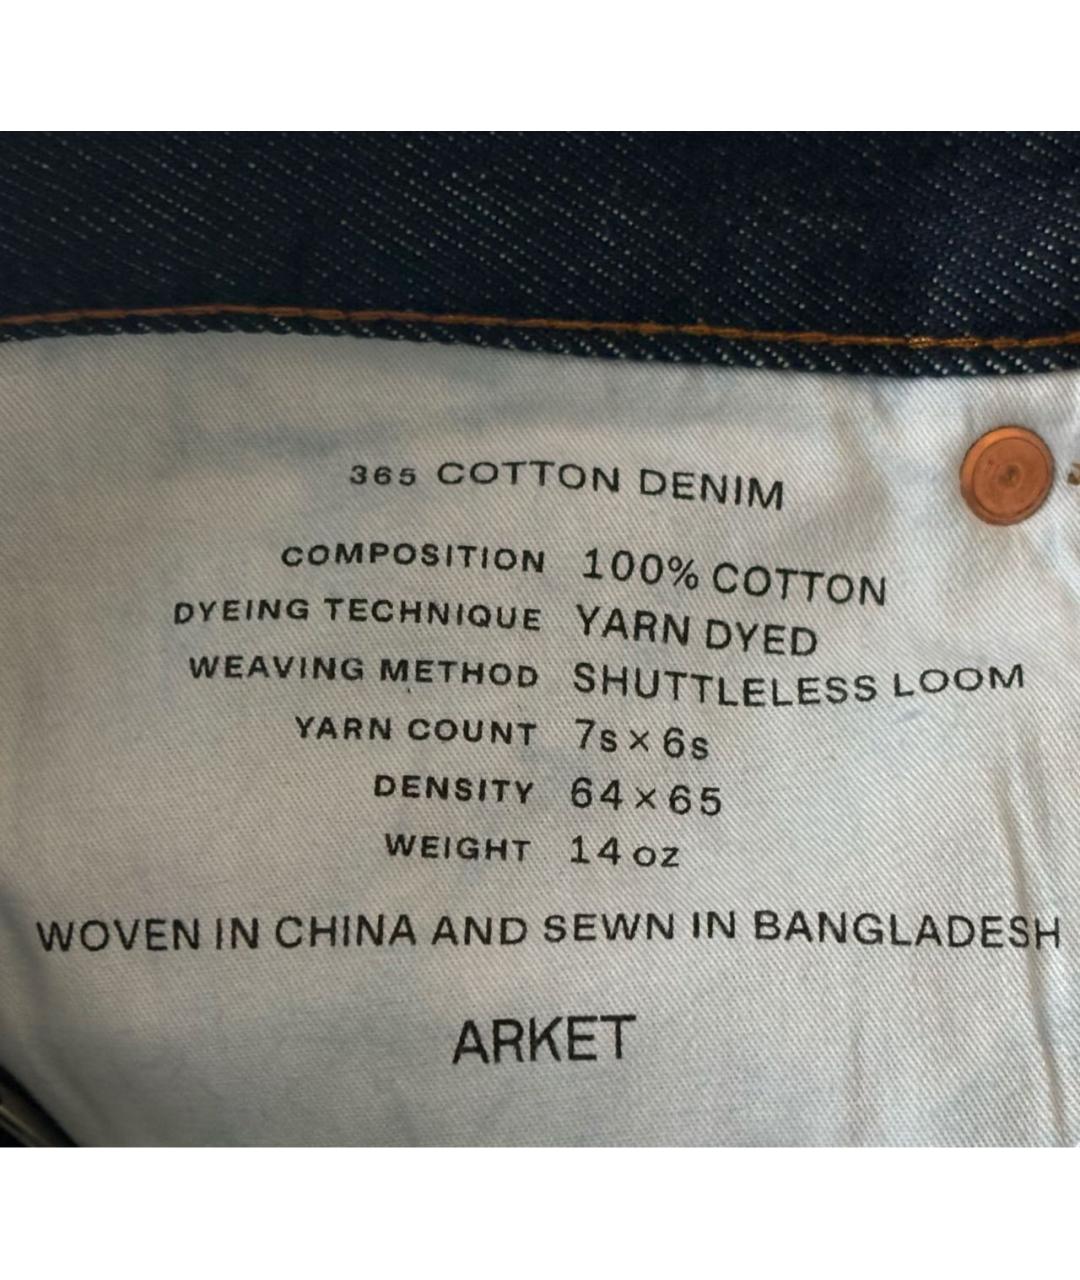 365 COTTON DENIM
COMPOSITION 100% COTTON
DYEING TECHNIQUE YARN DYED
WEAVING METHOD SHUTTLELESS LOOM
YARN COUNT 7s × 6s
DENSITY 64 × 65
WEIGHT 14 oz
WOVEN IN CHINA AND SEWN IN BANGLADESH
ARKET